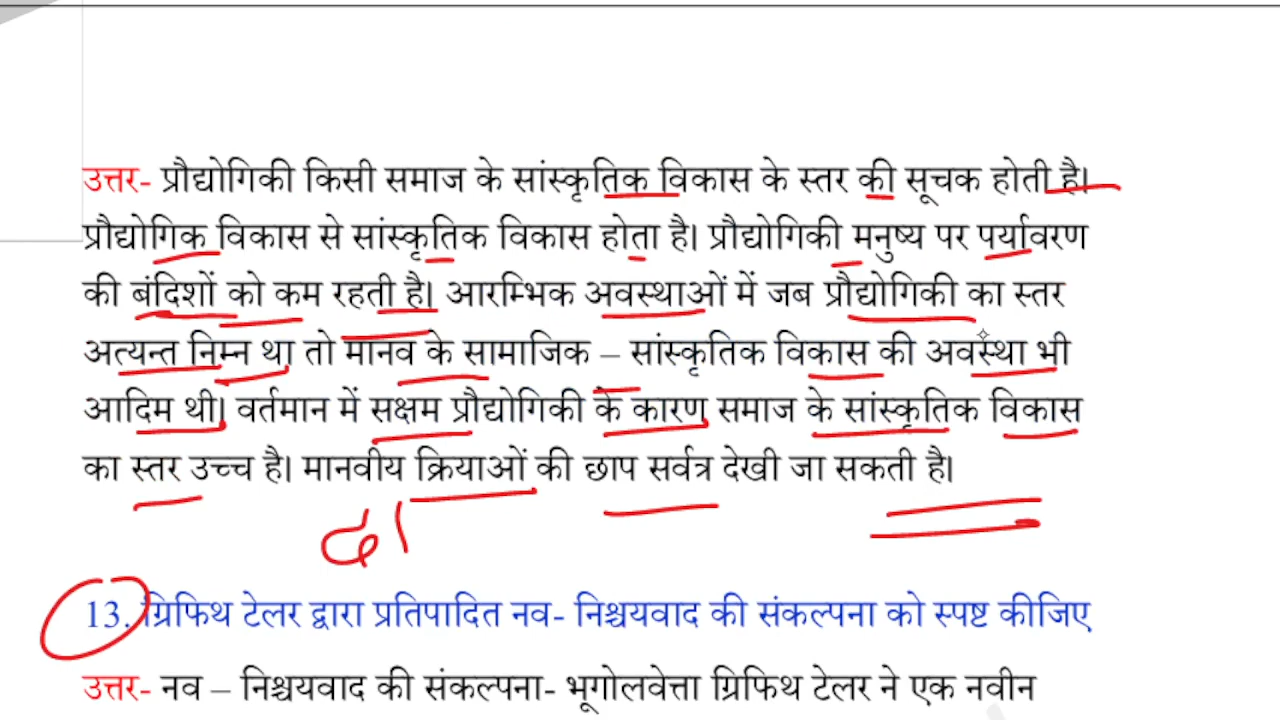 उत्तर- प्रौद्योगिकी किसी समाज के सांस्कृतिक विकास के स्तर की सूचक होती है।
प्रौद्योगिक विकास से सांस्कृतिक विकास होता है। प्रौद्योगिकी मनुष्य पर पर्यावरण
की बंदिशों को कम रहती है। आरम्भिक अवस्थाओं में जब प्रौद्योगिकी का स्तर
अत्यन्त निम्न था तो मानव के सामाजिक – सांस्कृतिक विकास की अवस्था भी
आदिम थी। वर्तमान में सक्षम प्रौद्योगिकी के कारण समाज के सांस्कृतिक विकास
का स्तर उच्च है। मानवीय क्रियाओं की छाप सर्वत्र देखी जा सकती है।
13. ग्रिफिथ टेलर द्वारा प्रतिपादित नव- निश्चयवाद की संकल्पना को स्पष्ट कीजिए
उत्तर- नव – निश्चयवाद की संकल्पना- भूगोलवेत्ता ग्रिफिथ टेलर ने एक नवीन